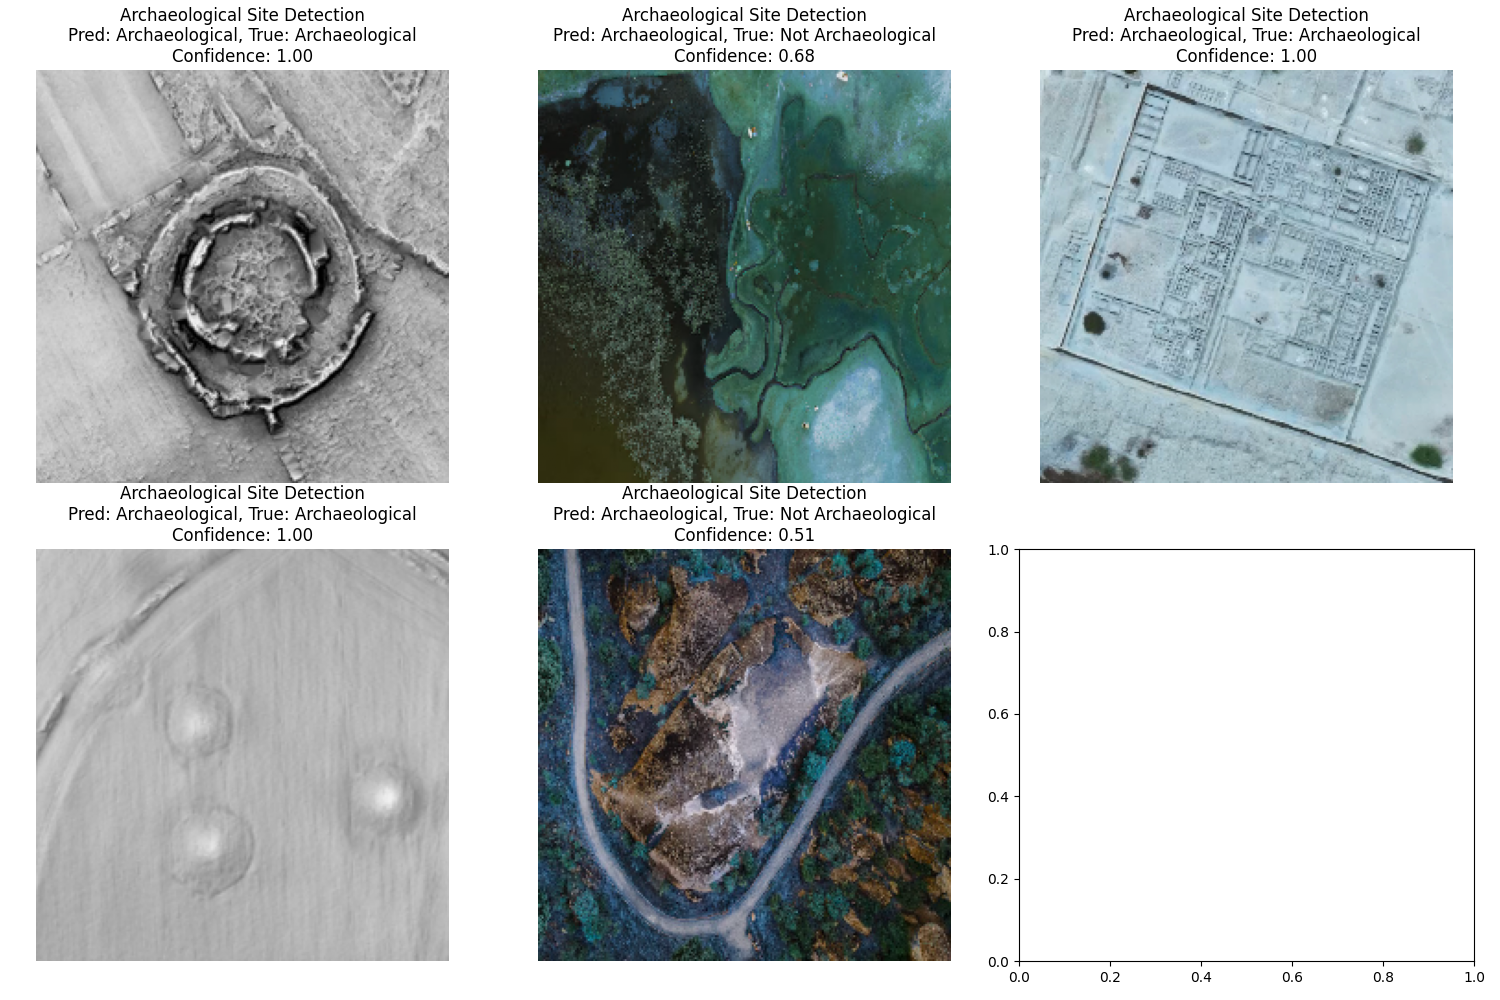 Archaeological Site Detection
Pred: Archaeological, True: Archaeological
Confidence: 1.00
Archaeological Site Detection
Pred: Archaeological, True: Not Archaeological
Confidence: 0.68
Archaeological Site Detection
Pred: Archaeological, True: Archaeological
Confidence: 1.00
Archaeological Site Detection
Pred: Archaeological, True: Archaeological
Confidence: 1.00
Archaeological Site Detection
Pred: Archaeological, True: Not Archaeological
Confidence: 0.51
1.0
0.8
0.6
0.4
0.2
0.0
0.0 0.2 0.4 0.6 0.8 1.0